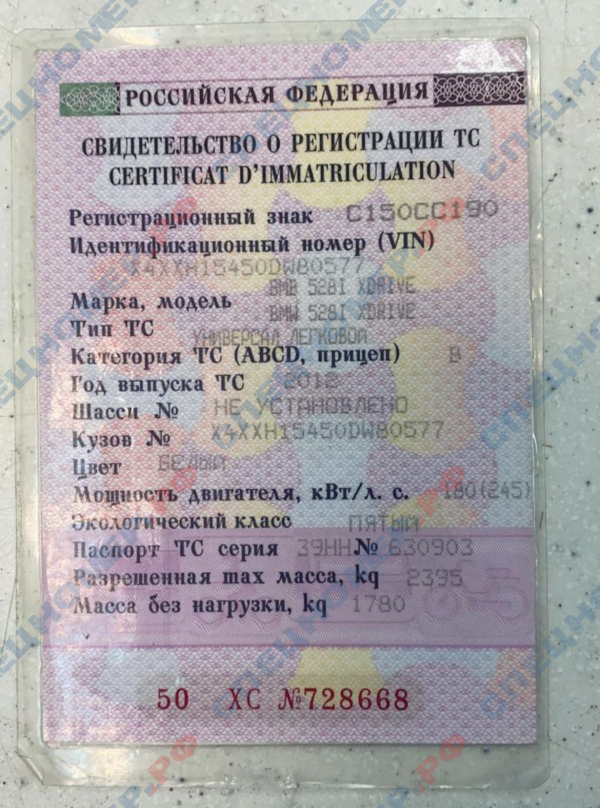 РОССИЙСКАЯ ФЕДЕРАЦИЯ
СВИДЕТЕЛЬСТВО О РЕГИСТРАЦИИ ТС
CERTIFICAT D'IMMATRICULATION
Регистрационный знак С150СС190
Идентификационный номер (VIN)
X4XXH15450DW80577
БМВ 528I XDRIVE
Марка, модель BMW 528I XDRIVE
Тип ТС УНИВЕРСАЛ ЛЕГКОВОЙ
Категория ТС (ABCD, прицеп) B
Год выпуска ТС 2012
Шасси № НЕ УСТАНОВЛЕНО
Кузов № X4XXH15450DW80577
Цвет БЕЛЫЙ
Мощность двигателя, кВт/л. с. 180(245)
Экологический класс ПЯТЫЙ
Паспорт ТС серия 39НН № 630903
Разрешенная max масса, kg 2395
Масса без нагрузки, kg 1780
50 ХС №728668
СПЕЦНОМЕР.РФ